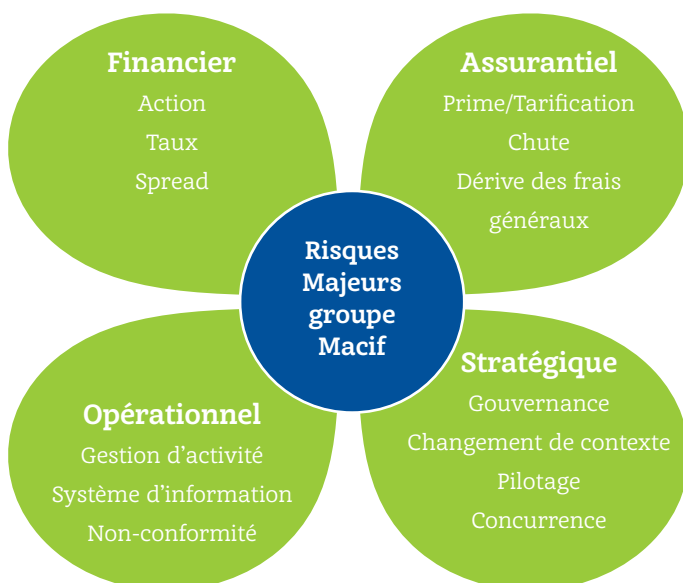 Financier
Action
Taux
Spread
Assurantiel
Prime/Tarification
Chute
Dérive des frais
généraux
Risques
Majeurs
groupe
Macif
Opérationnel
Gestion d’activité
Système d’information
Non-conformité
Stratégique
Gouvernance
Changement de contexte
Pilotage
Concurrence